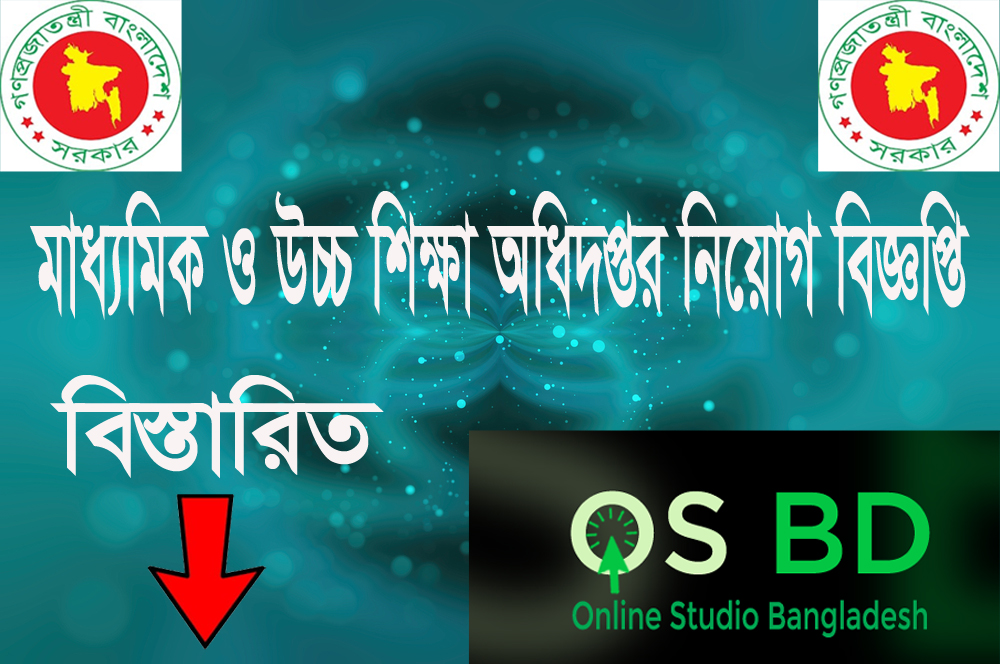 গণপ্রজাতন্ত্রী বাংলাদেশ
সরকার
গণপ্রজাতন্ত্রী বাংলাদেশ
সরকার
মাধ্যমিক ও উচ্চ শিক্ষা অধিদপ্তর নিয়োগ বিজ্ঞপ্তি
বিস্তারিত
OS BD
Online Studio Bangladesh